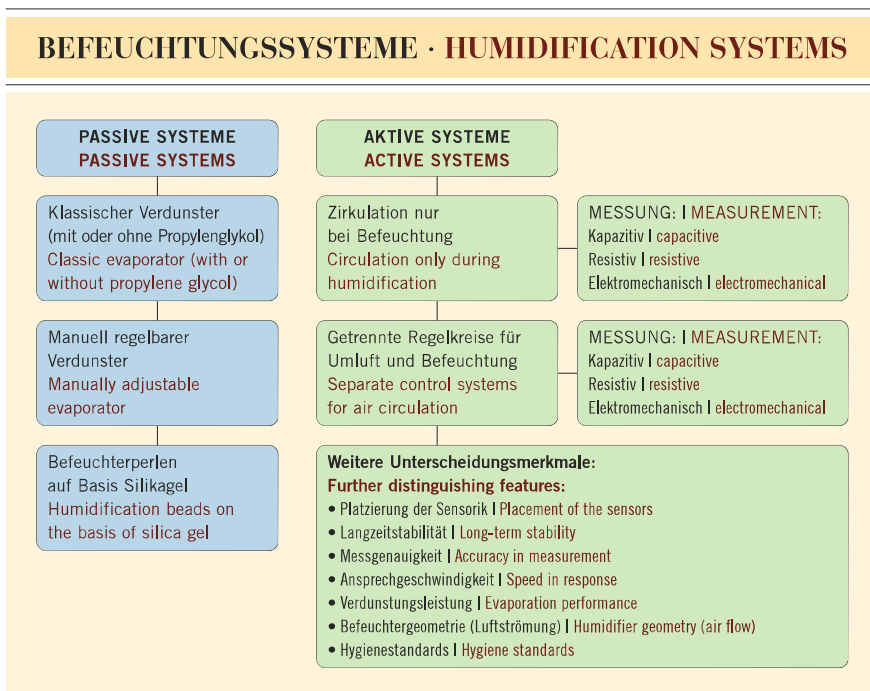 BEFEUCHTUNGSSYSTEME · HUMIDIFICATION SYSTEMS
PASSIVE SYSTEME
PASSIVE SYSTEMS
Klassischer Verdunster
(mit oder ohne Propylenglykol)
Classic evaporator (with or
without propylene glycol)
Manuell regelbarer
Verdunster
Manually adjustable
evaporator
Befeuchterperlen
auf Basis Silikagel
Humidification beads on
the basis of silica gel
AKTIVE SYSTEME
ACTIVE SYSTEMS
Zirkulation nur
bei Befeuchtung
Circulation only during
humidification
MESSUNG: I MEASUREMENT:
Kapazitiv I capacitive
Resistiv I resistive
Elektromechanisch I electromechanical
Getrennte Regelkreise für
Umluft und Befeuchtung
Separate control systems
for air circulation
MESSUNG: I MEASUREMENT:
Kapazitiv I capacitive
Resistiv I resistive
Elektromechanisch I electromechanical
Weitere Unterscheidungsmerkmale:
Further distinguishing features:
• Platzierung der Sensorik I Placement of the sensors
• Langzeitstabilität I Long-term stability
• Messgenauigkeit I Accuracy in measurement
• Ansprechgeschwindigkeit I Speed in response
• Verdunstungsleistung I Evaporation performance
• Befeuchtergeometrie (Luftströmung) I Humidifier geometry (air flow)
• Hygienestandards I Hygiene standards